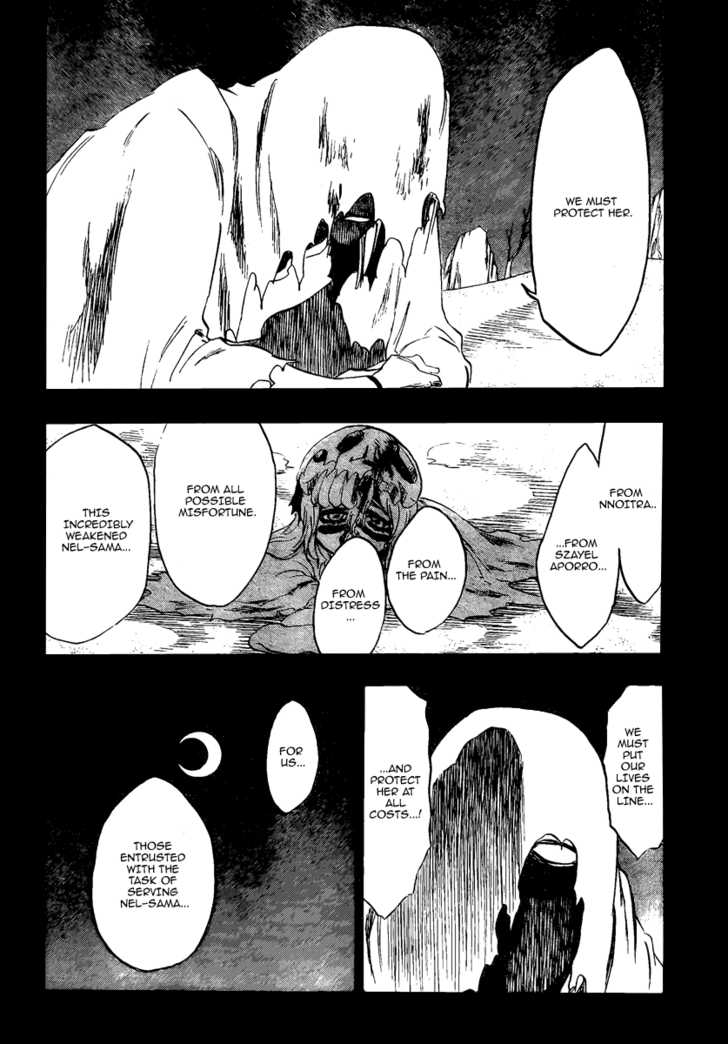 WE MUST
PROTECT HER.
FROM
NNOITRA..
...FROM
SZAYEL
APORRO...
FROM
THE PAIN...
FROM
DISTRESS
...
FROM ALL
POSSIBLE
MISFORTUNE.
THIS
INCREDIBLY
WEAKENED
NEL-SAMA...
WE
MUST PUT
OUR
LIVES
ON THE
LINE...
...AND
PROTECT
HER AT
ALL
COSTS...!
FOR
US...
THOSE
ENTRUSTED
WITH THE
TASK OF
SERVING
NEL-SAMA...